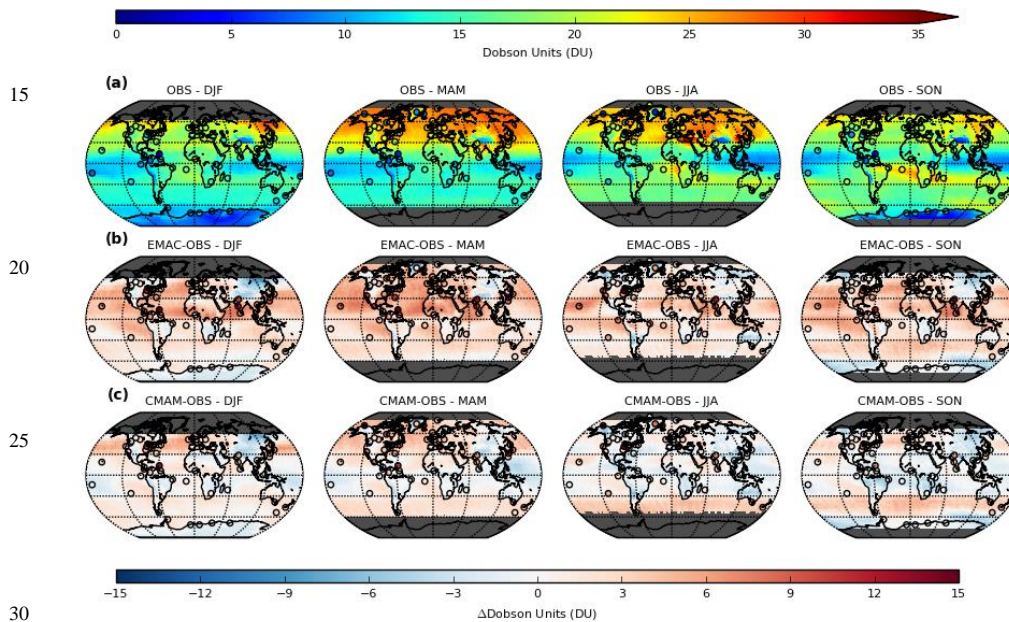 0 5 10 15 20 25 30 35
Dobson Units (DU)
(a)
15
OBS - DJF OBS - MAM OBS - JJA OBS - SON
(b)
EMAC-OBS - DJF EMAC-OBS - MAM EMAC-OBS - JJA EMAC-OBS - SON
20
(c)
CMAM-OBS - DJF CMAM-OBS - MAM CMAM-OBS - JJA CMAM-OBS - SON
25
−15 −12 −9 −6 −3 0 3 6 9 12 15
ΔDobson Units (DU)
30